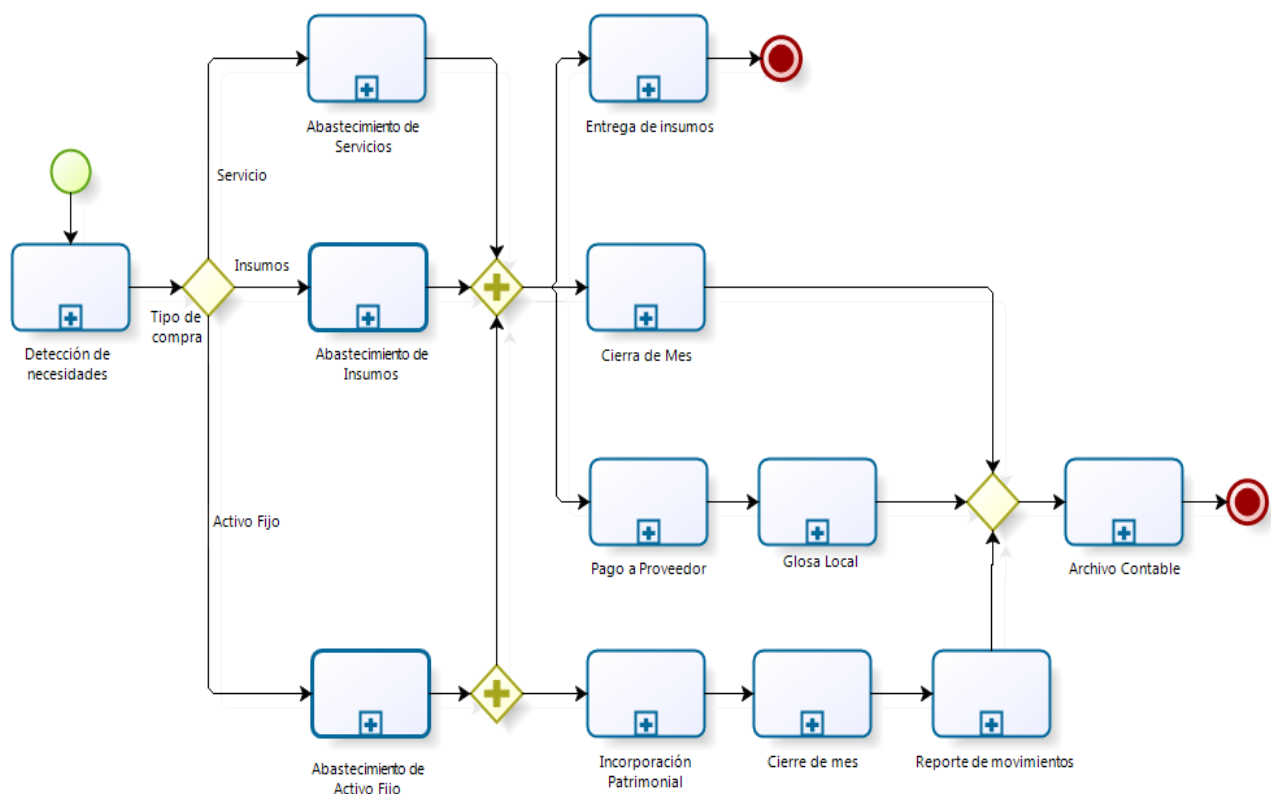 Abastecimiento de
Servicios
Entrega de insumos
Servicio
Insumos
Tipo de
compra
Detección de
necesidades
Abastecimiento de
Insumos
Cierra de Mes
Activo Fijo
Pago a Proveedor
Glosa Local
Archivo Contable
Abastecimiento de
Activo Fijo
Incorporación
Patrimonial
Cierre de mes
Reporte de movimientos